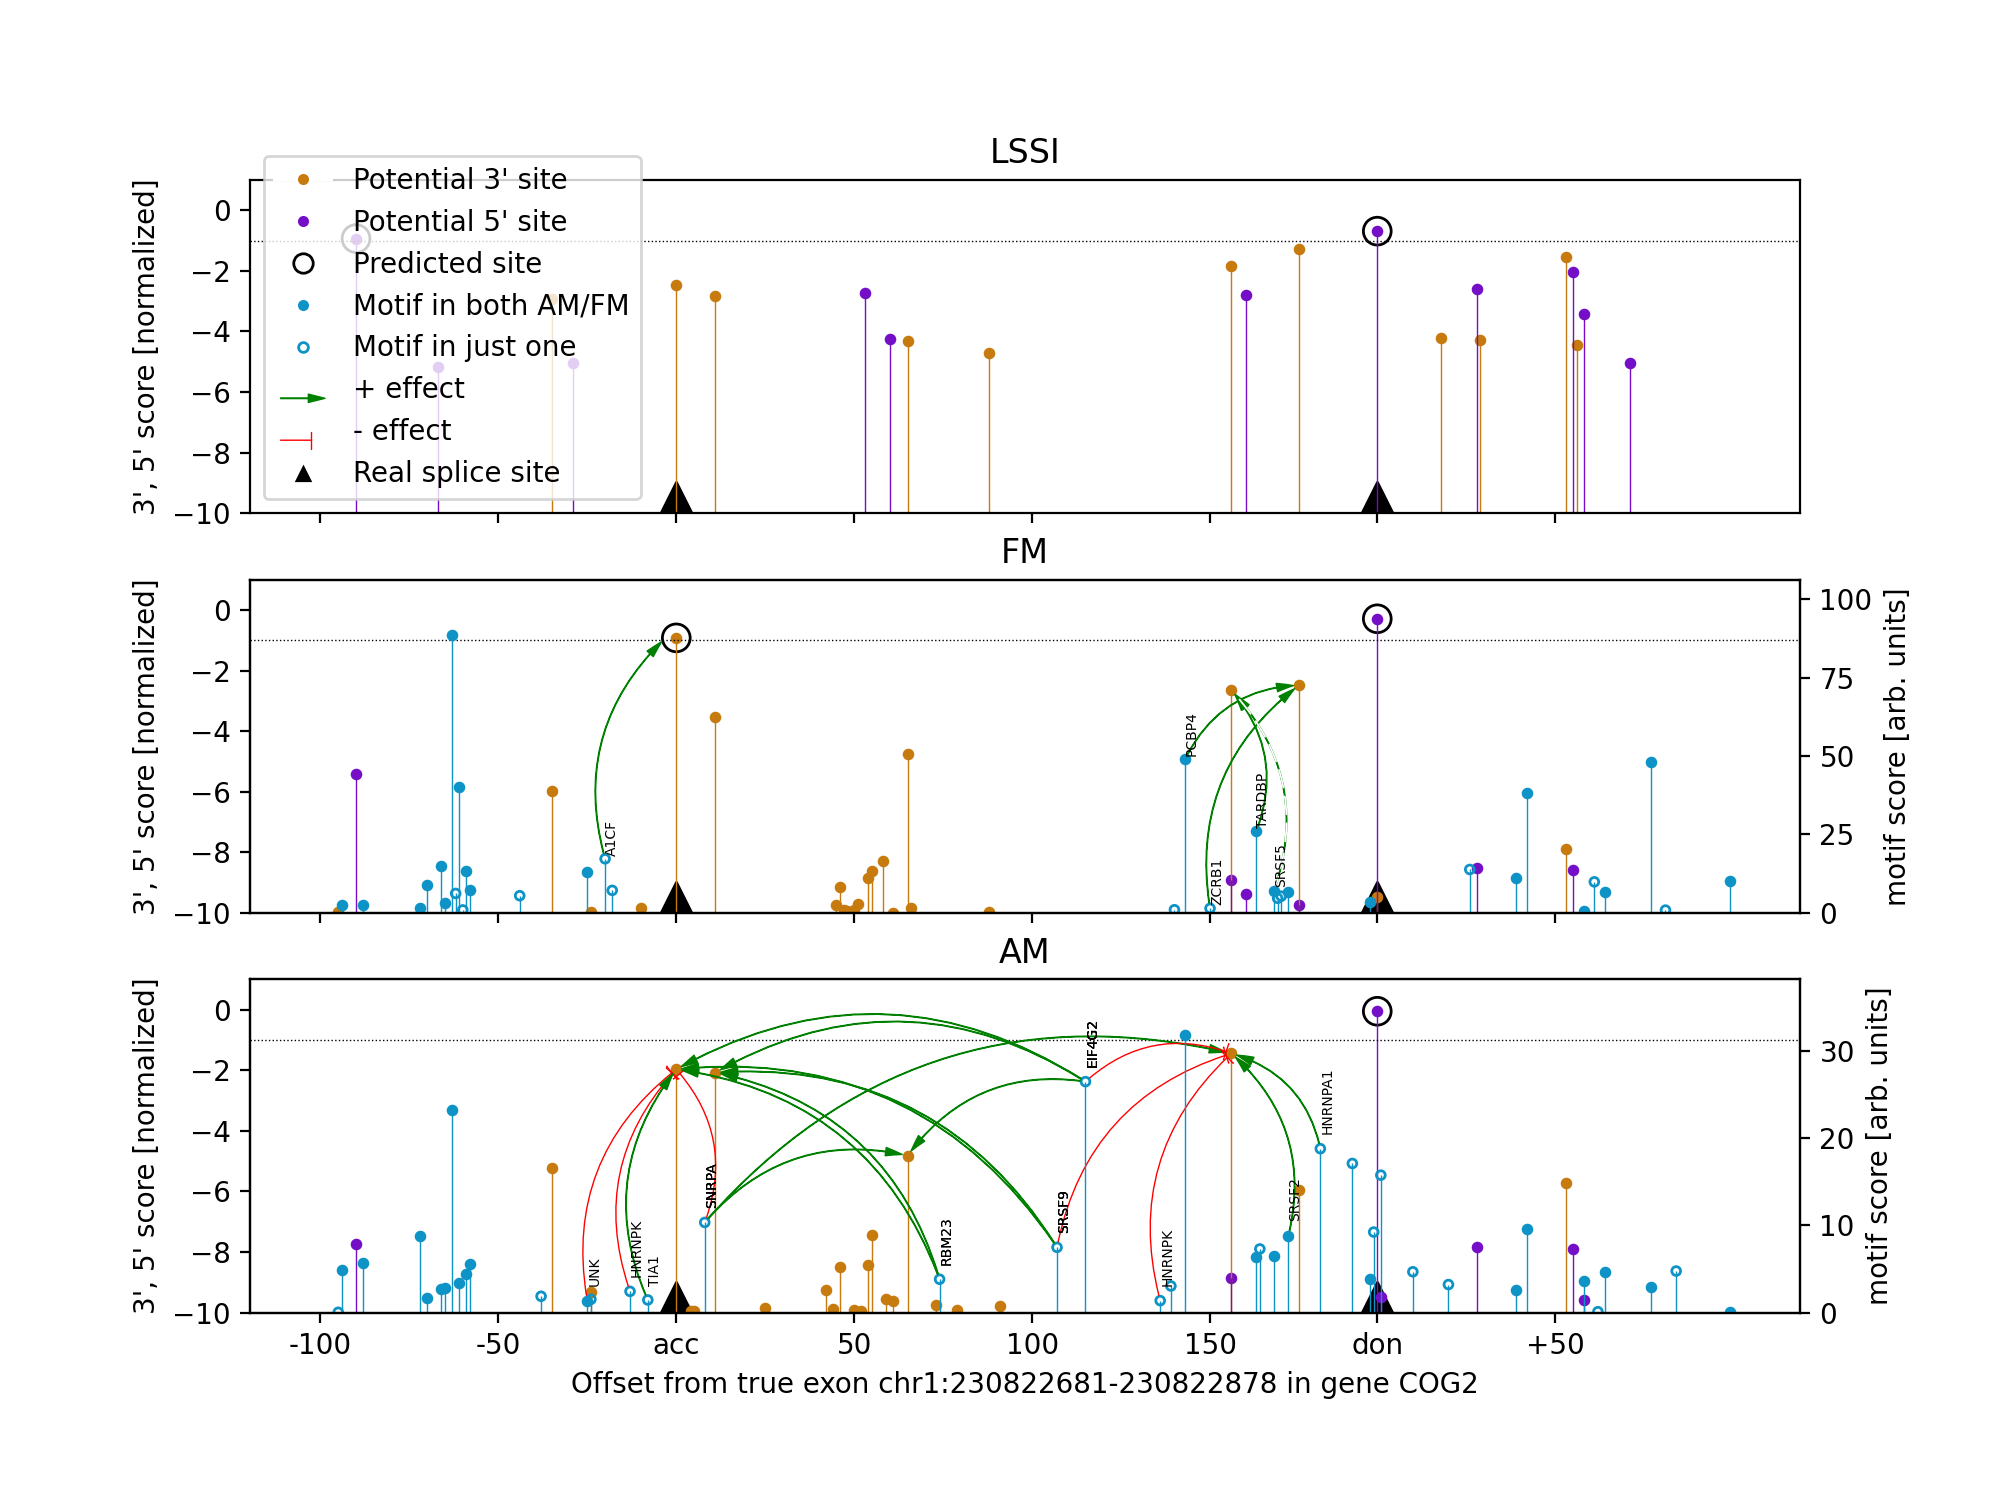 LSSI
3', 5' score [normalized]
0
−2
−4
−6
−8
−10
Potential 3' site
Potential 5' site
Predicted site
Motif in both AM/FM
Motif in just one
+ effect
- effect
Real splice site
FM
3', 5' score [normalized]
0
−2
−4
−6
−8
−10
A1CF
PCBP4
ZCRB1
TARDBP
SRSF5
100
75
50
25
0
motif score [arb. units]
AM
3', 5' score [normalized]
0
−2
−4
−6
−8
−10
UNK
HNRNPK
TIA1
SNRPA
RBM23
SRSF9
EIF4G2
HNRNPK
SRSF2
HNRNPA1
30
20
10
0
motif score [arb. units]
-100
-50
acc
50
100
150
don
+50
Offset from true exon chr1:230822681-230822878 in gene COG2